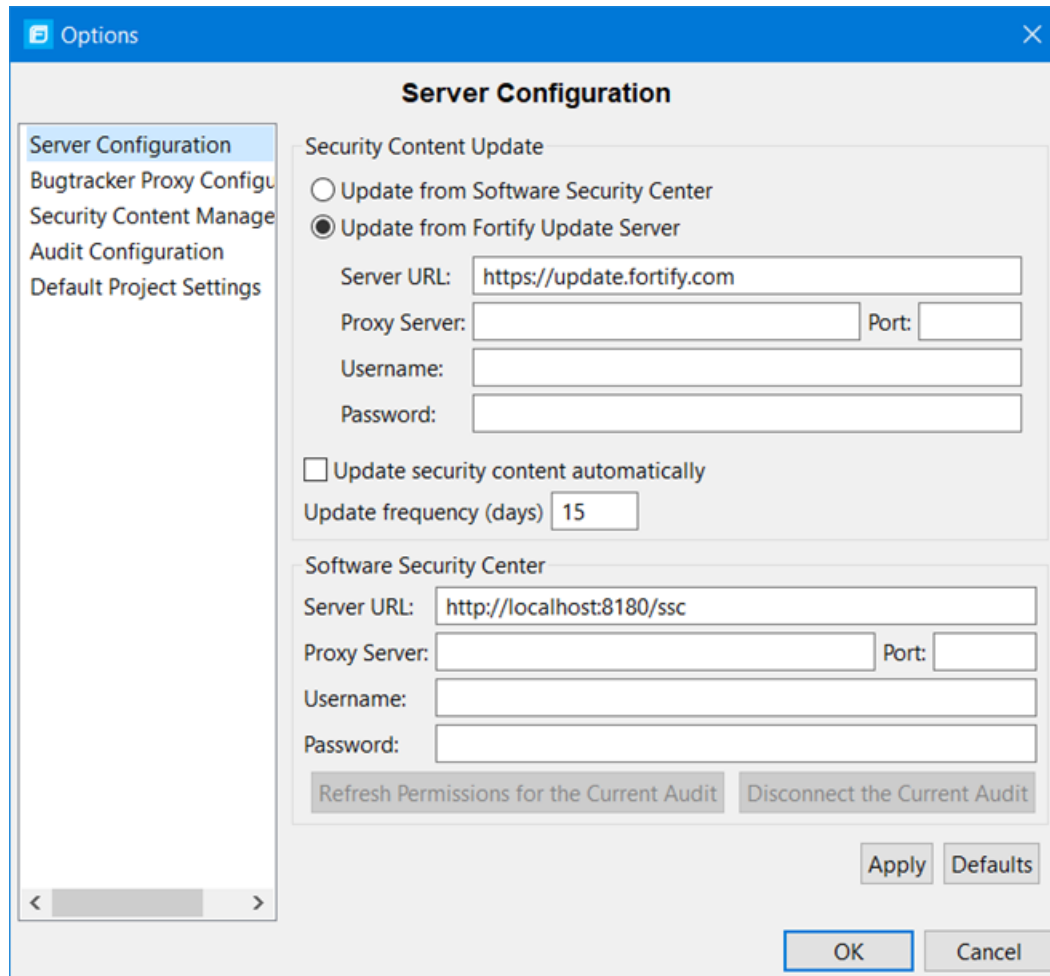 Options
Server Configuration
Server Configuration
Bugtracker Proxy Configu
Security Content Manage
Audit Configuration
Default Project Settings
Security Content Update
Update from Software Security Center
Update from Fortify Update Server
Server URL: https://update.fortify.com
Proxy Server: Port:
Username:
Password:
Update security content automatically
Update frequency (days) 15
Software Security Center
Server URL: http://localhost:8180/ssc
Proxy Server: Port:
Username:
Password:
Refresh Permissions for the Current Audit Disconnect the Current Audit
Apply Defaults
OK Cancel